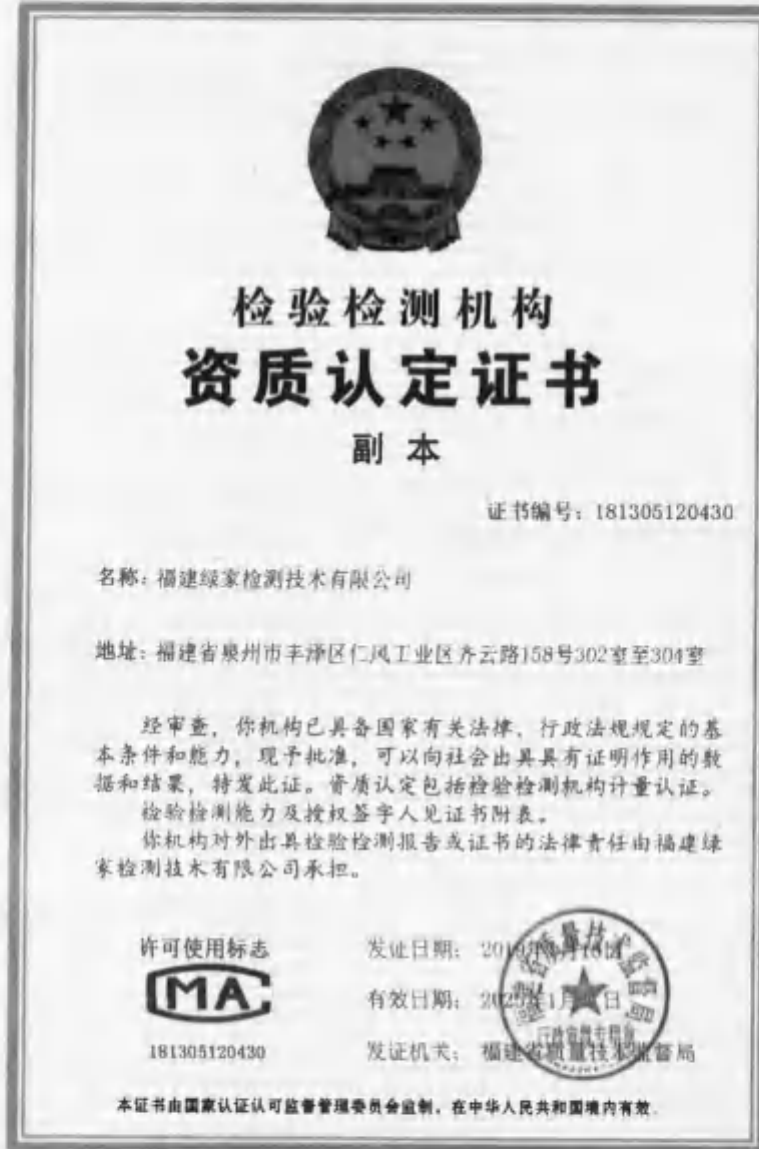 检验检测机构
资质认定证书
副本
证书编号：181305120430
名称：福建绿家检测技术有限公司
地址：福建省泉州市丰泽区仁凤工业区齐云路158号302室至304室
经审查，你机构已具备国家有关法律、行政法规规定的基
本条件和能力，现予批准，可以向社会出具具有证明作用的数
据和结果，特发此证。资质认定包括检验检测机构计量认证。
检验检测能力及授权签字人见证书附表。
你机构对外出具检验检测报告或证书的法律责任由福建绿
家检测技术有限公司承担。
许可使用标志
MA
181305120430
发证日期：
有效日期：
发证机关：福建省质量技术监督局
福建省质量技术监督局
本证书由国家认证认可监督管理委员会监制，在中华人民共和国境内有效。